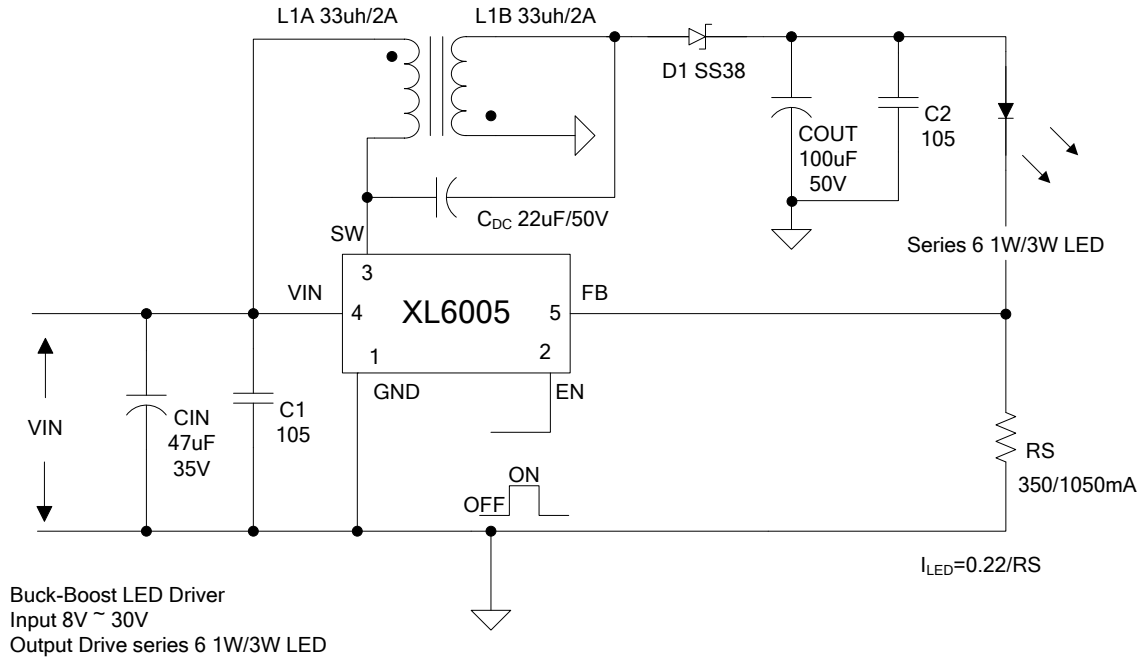 L1A 33uh/2A
L1B 33uh/2A
D1 SS38
COUT
100uF
50V
C2
105
CDC 22uF/50V
SW
Series 6 1W/3W LED
3
VIN
FB
4
XL6005
5
1
2
GND
EN
VIN
CIN
47uF
35V
C1
105
RS
350/1050mA
ON
OFF
ILED=0.22/RS
Buck-Boost LED Driver
Input 8V ~ 30V
Output Drive series 6 1W/3W LED